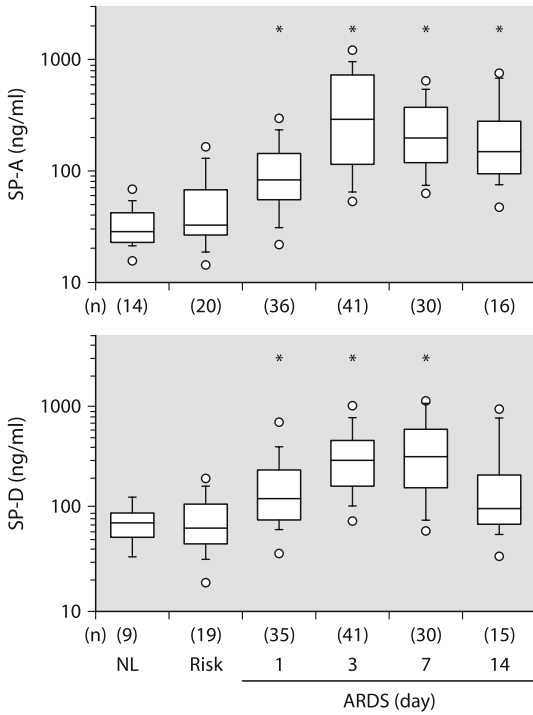 * * * *
1000
100
10
SP-A (ng/ml)
(n) (14) (20) (36) (41) (30) (16)
* * *
1000
100
10
SP-D (ng/ml)
(n) (9) (19) (35) (41) (30) (15)
NL Risk 1 3 7 14
ARDS (day)